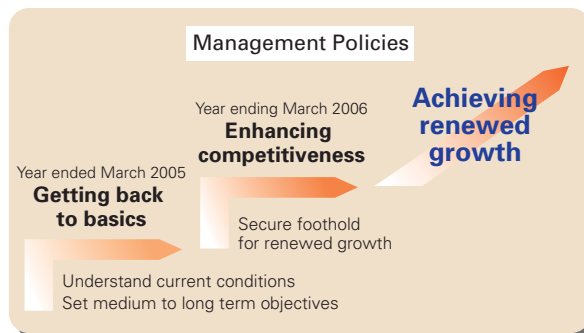 Management Policies
Year ended March 2005
Getting back
to basics
Understand current conditions
Set medium to long term objectives
Year ending March 2006
Enhancing
competitiveness
Secure foothold
for renewed growth
Achieving
renewed
growth